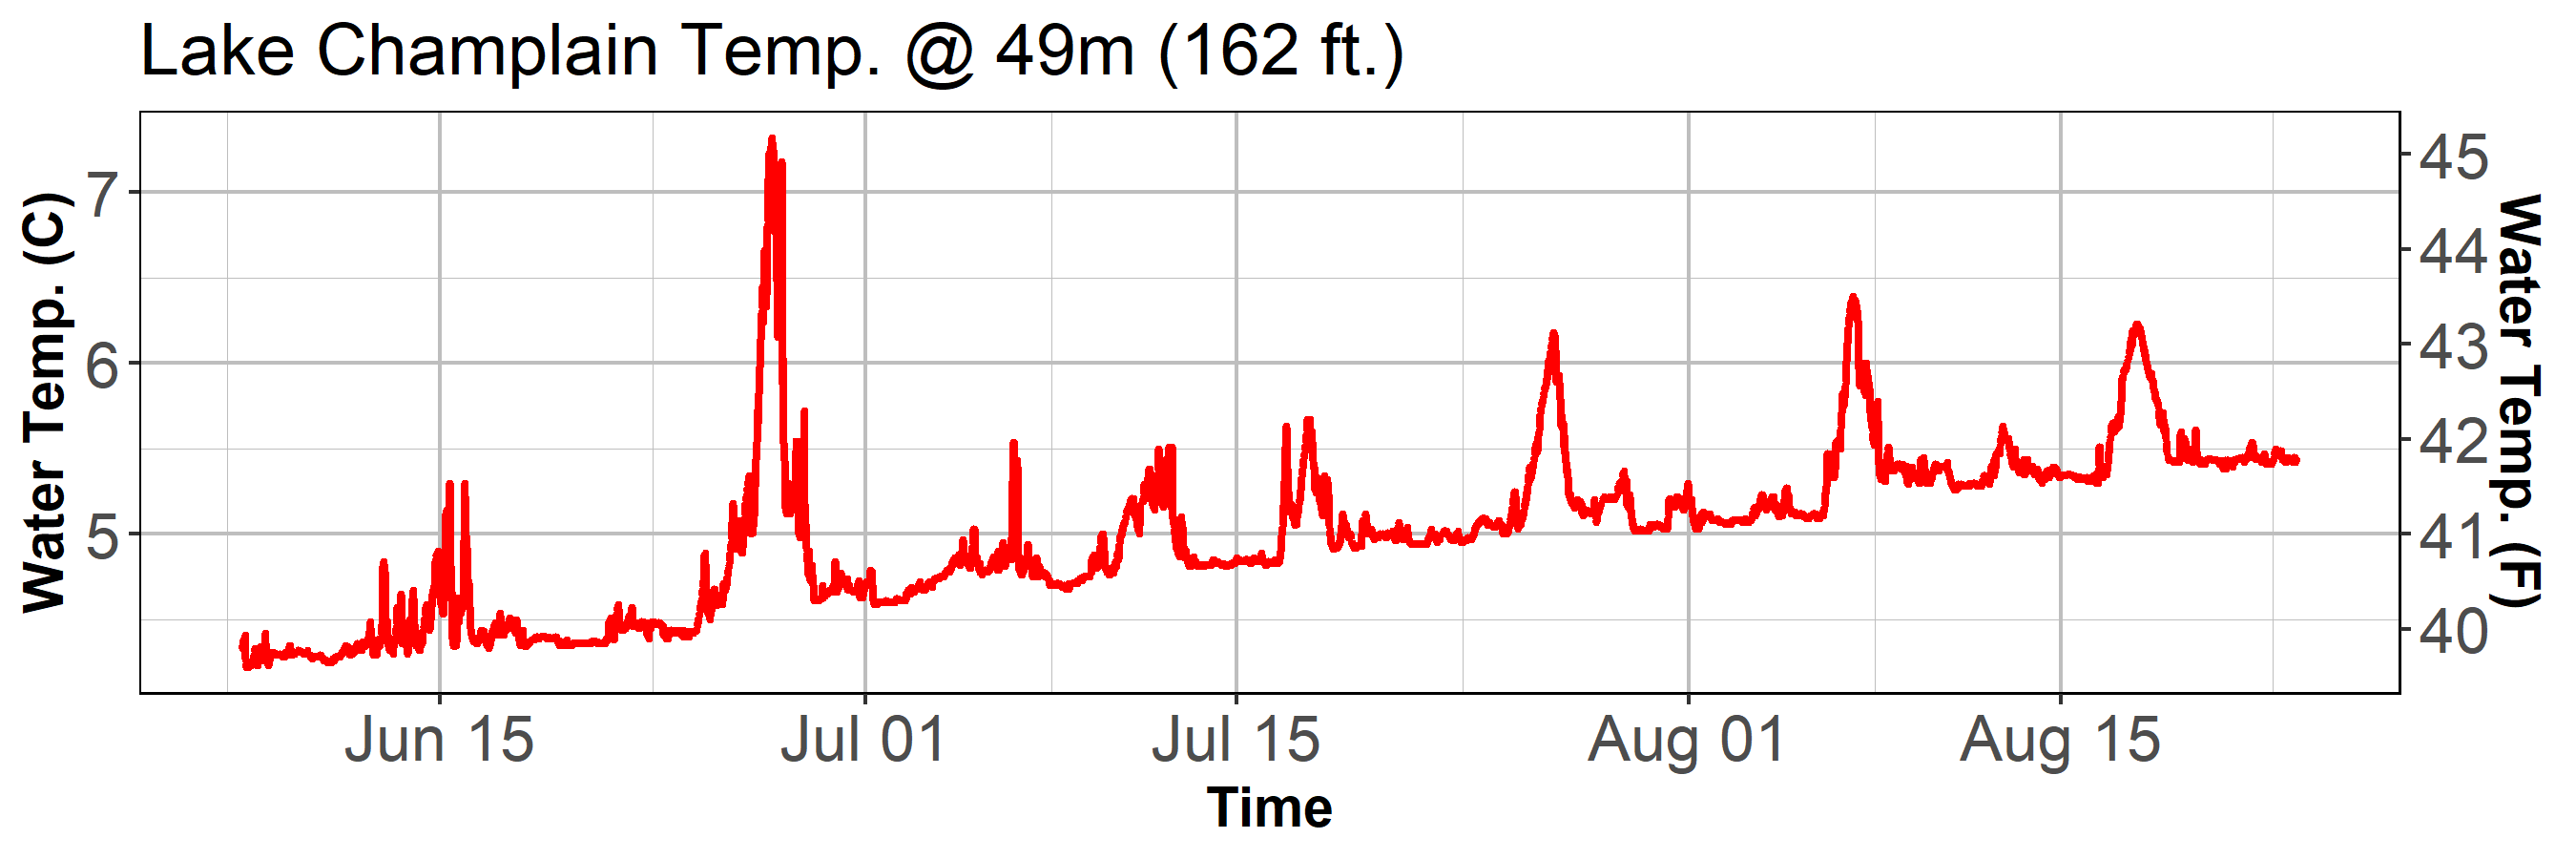 Lake Champlain Temp. @ 49m (162 ft.)
Water Temp. (C)
7
6
5
45
44
43
42
41
40
Water Temp. (F)
Jun 15
Jul 01
Jul 15
Aug 01
Aug 15
Time